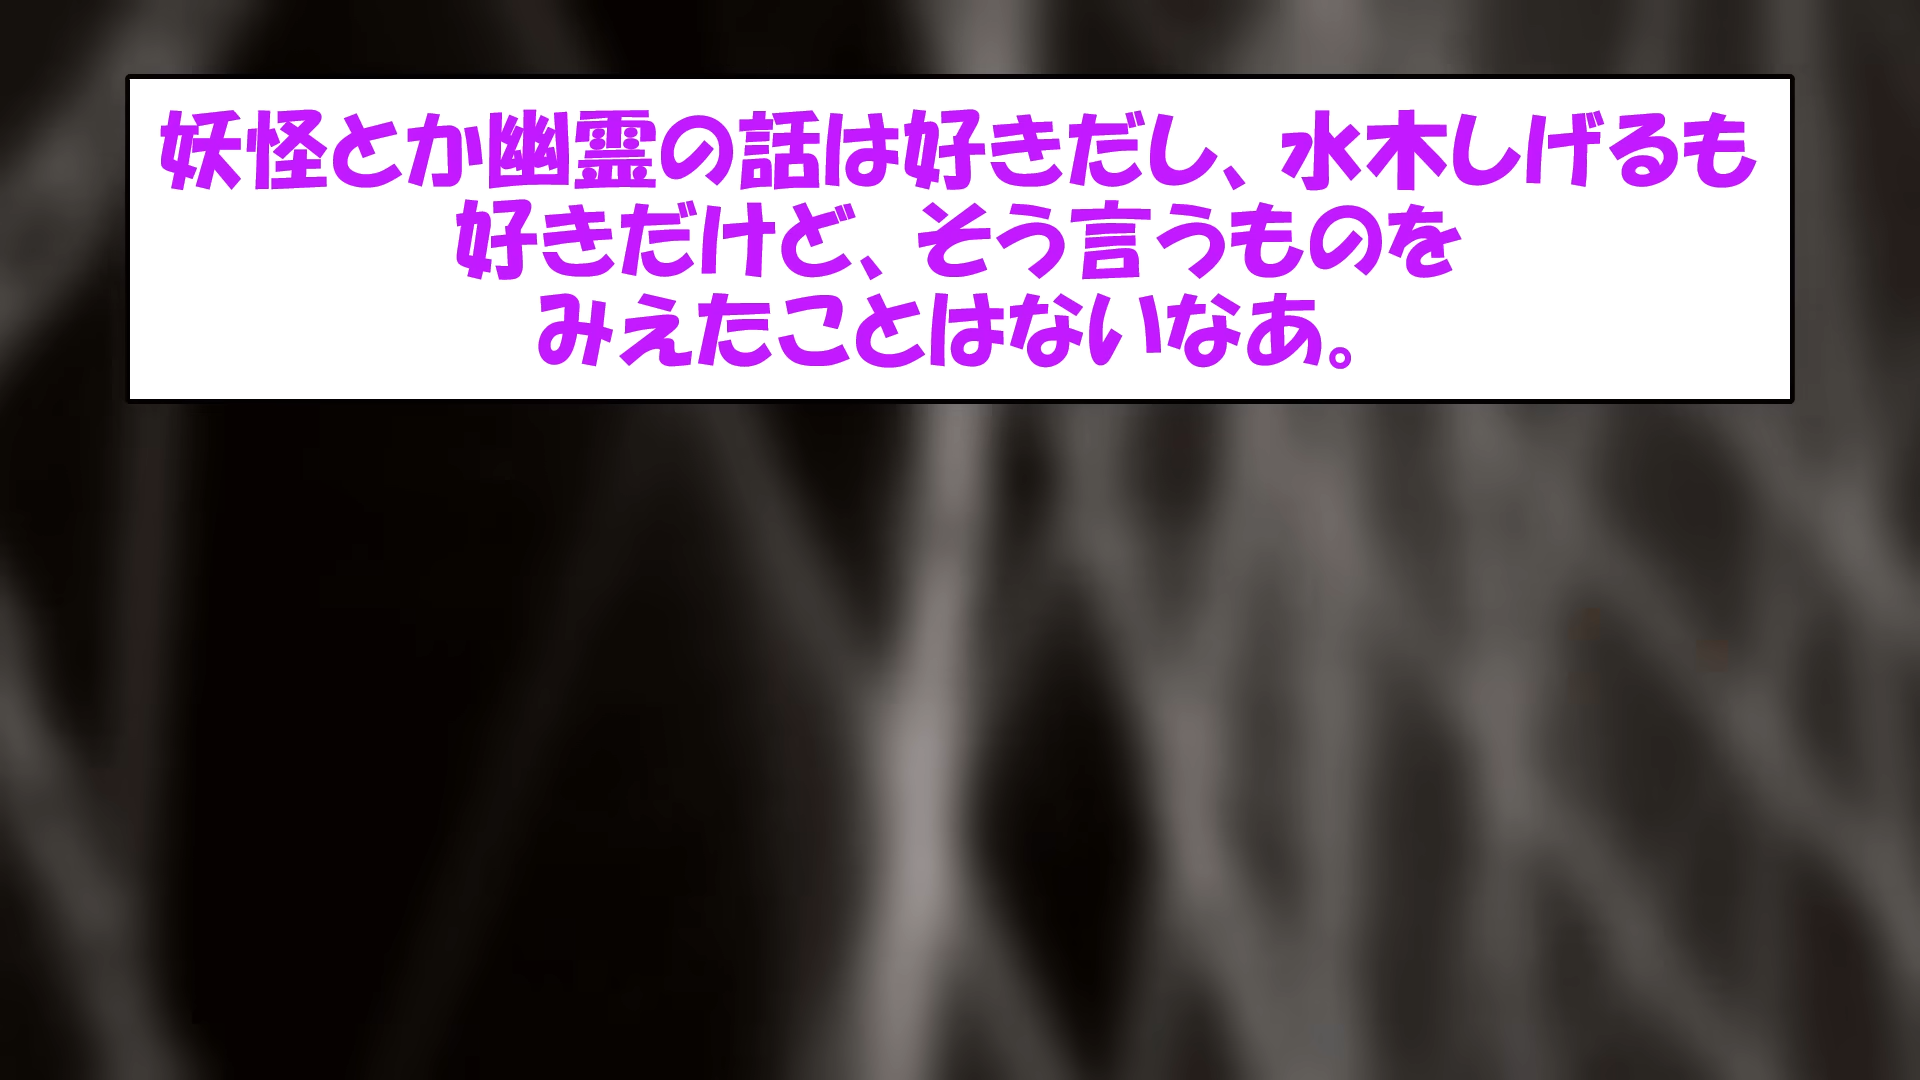 妖怪とか幽霊の話は好きだし、水木しげるも
好きだけど、そう言うものを
みえたことはないなあ。